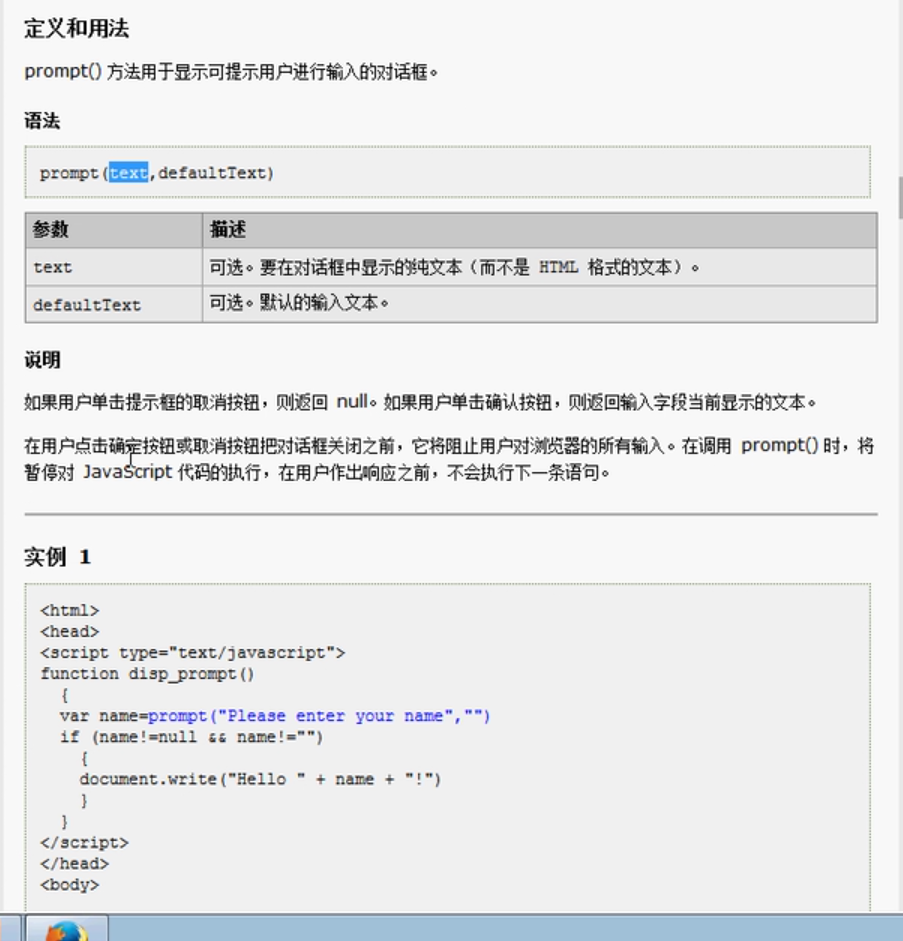 定义和用法
prompt() 方法用于显示可提示用户进行输入的对话框。
语法
prompt(text,defaultText)
参数 描述
text 可选。要在对话框中显示的纯文本（而不是 HTML 格式的文本）。
defaultText 可选。默认的输入文本。
说明
如果用户单击提示框的取消按钮，则返回 null。如果用户单击确认按钮，则返回输入字段当前显示的文本。
在用户点击确定按钮或取消按钮把对话框关闭之前，它将阻止用户对浏览器的所有输入。在调用 prompt() 时，将
暂停对 JavaScript 代码的执行，在用户作出响应之前，不会执行下一条语句。
实例 1
<html>
<head>
<script type="text/javascript">
function disp_prompt()
{
var name=prompt("Please enter your name","")
if (name!=null && name!="")
{
document.write("Hello " + name + "!")
}
}
</script>
</head>
<body>